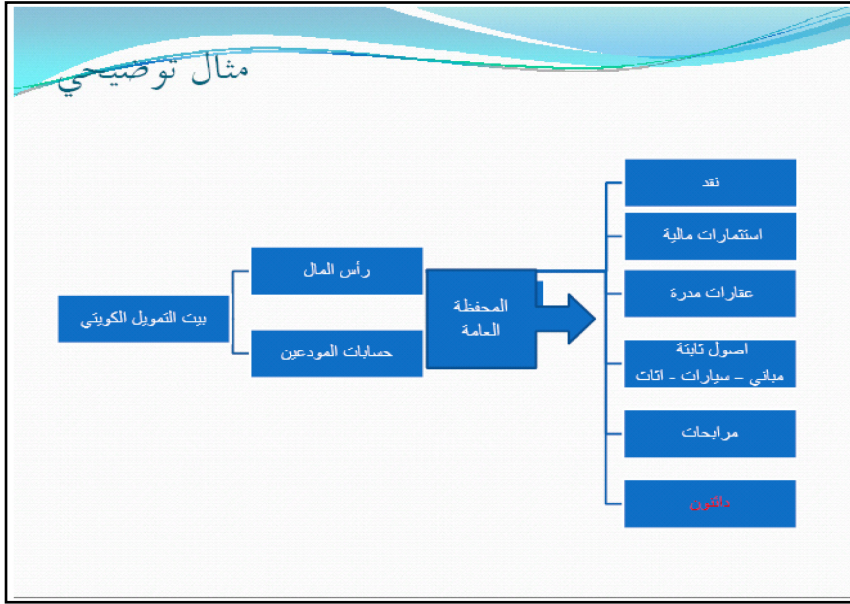 مثال توضيحي
بيت التمويل الكويتي
رأس المال
حسابات المودعين
المحفظة
العامة
نقد
استثمارات مالية
عقارات مدرة
اصول ثابتة
مباني – سيارات - اثاث
مرابحات
دائنون